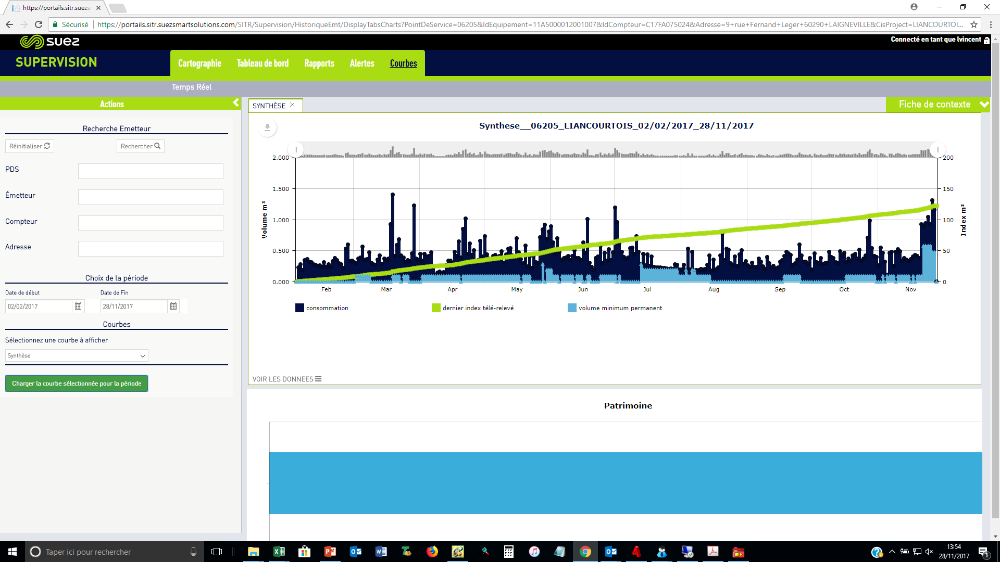 https://portails.sitr.suezs
Sécurisé
https://portails.sitr.suezsmartsolutions.com/SITR/Supervision/HistoriqueEmt/DisplayTabsCharts?PointDeService=06205&IdEquipement=11A5000012001007&IdCompteur=C17FA075024&Adresse=9+rue+Fernand+Leger+60290+LAIGNEVILLE&CisProject=LIANCOURTOI...
suez
Connecté en tant que lvincent
SUPERVISION
Cartographie
Tableau de bord
Rapports
Alertes
Courbes
Temps Réel
Actions
Recherche Emetteur
Réinitialiser
Rechercher
PDS
Émetteur
Compteur
Adresse
Choix de la période
Date de début
Date de Fin
02/02/2017
28/11/2017
Courbes
Sélectionnez une courbe à afficher
Synthèse
Charger la courbe sélectionnée pour la période
SYNTHÈSE
Fiche de contexte
Synthese__06205_LIANCOURTOIS_02/02/2017_28/11/2017
Volume m³
2.000
1.500
1.000
0.500
0.000
200
150
100
50
0
Index m³
Feb
Mar
Apr
May
Jun
Jul
Aug
Sep
Oct
Nov
consommation
dernier index télé-relevé
volume minimum permanent
VOIR LES DONNEES
Patrimoine
Taper ici pour rechercher
13:54
28/11/2017
1